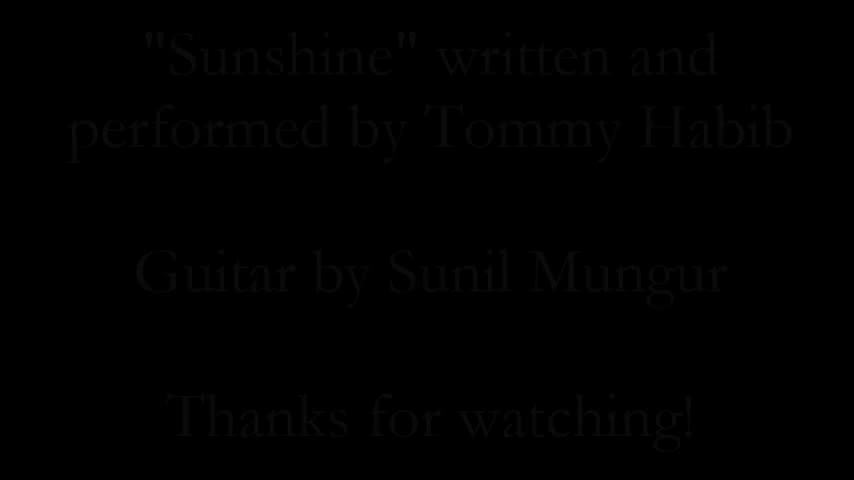 "Sunshine" written and
performed by Tommy Habib
Guitar by Sunil Mungur
Thanks for watching!